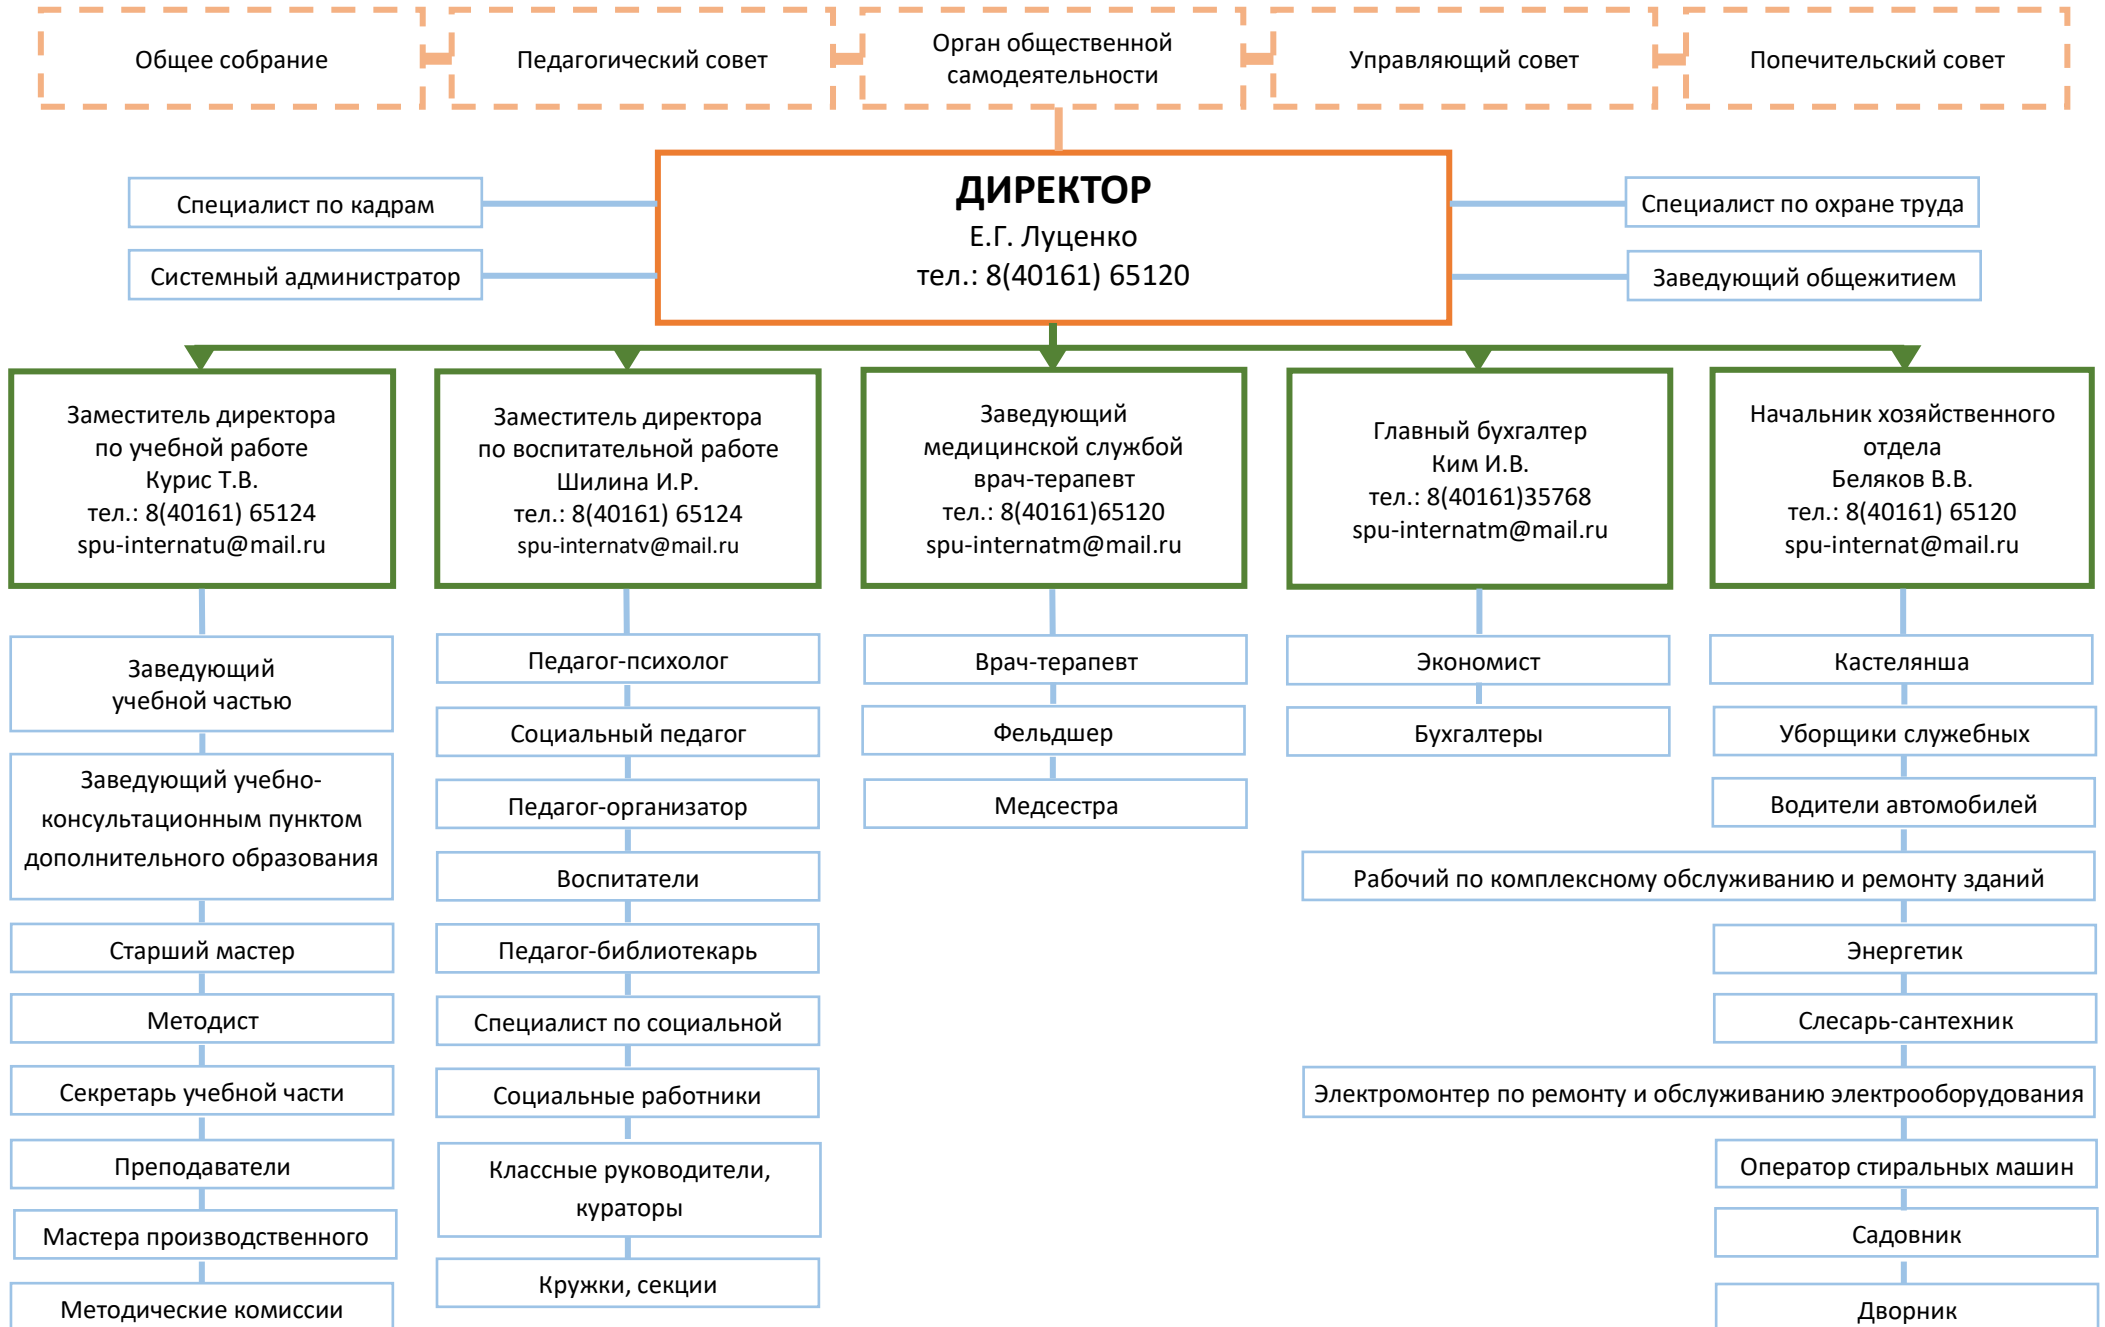 Общее собрание
Педагогический совет
Орган общественной
самодеятельности
Управляющий совет
Попечительский совет
ДИРЕКТОР
Е.Г. Луценко
тел.: 8(40161) 65120
Специалист по кадрам
Системный администратор
Специалист по охране труда
Заведующий общежитием
Заместитель директора
по учебной работе
Курис Т.В.
тел.: 8(40161) 65124
spu-internatu@mail.ru
Заместитель директора
по воспитательной работе
Шилина И.Р.
тел.: 8(40161) 65124
spu-internatv@mail.ru
Заведующий
медицинской службой
врач-терапевт
тел.: 8(40161)65120
spu-internatm@mail.ru
Главный бухгалтер
Ким И.В.
тел.: 8(40161)35768
spu-internatm@mail.ru
Начальник хозяйственного
отдела
Беляков В.В.
тел.: 8(40161) 65120
spu-internat@mail.ru
Заведующий
учебной частью
Заведующий учебно-
консультационным пунктом
дополнительного образования
Старший мастер
Методист
Секретарь учебной части
Преподаватели
Мастера производственного
Методические комиссии
Педагог-психолог
Социальный педагог
Педагог-организатор
Воспитатели
Педагог-библиотекарь
Специалист по социальной
Социальные работники
Классные руководители,
кураторы
Кружки, секции
Врач-терапевт
Фельдшер
Медсестра
Экономист
Бухгалтеры
Кастелянша
Уборщики служебных
Водители автомобилей
Рабочий по комплексному обслуживанию и ремонту зданий
Энергетик
Слесарь-сантехник
Электромонтер по ремонту и обслуживанию электрооборудования
Оператор стиральных машин
Садовник
Дворник